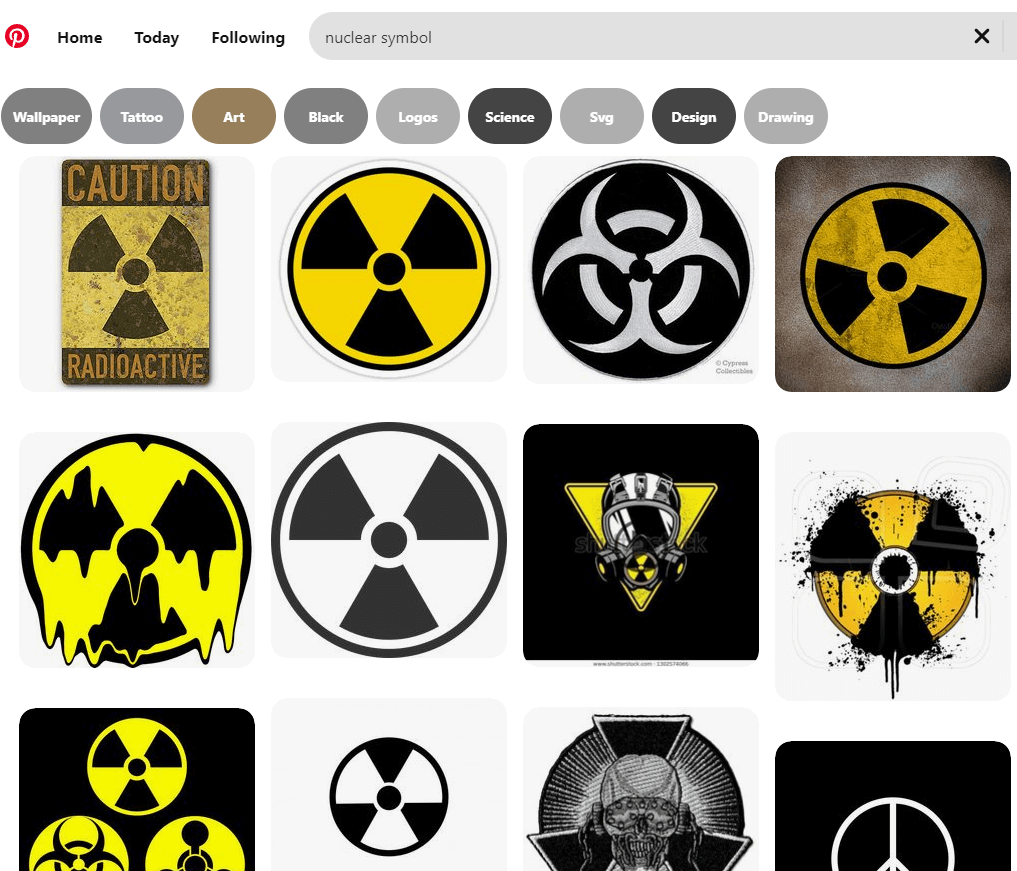 Home
Today
Following
nuclear symbol
Wallpaper
Tattoo
Art
Black
Logos
Science
Svg
Design
Drawing
CAUTION
RADIOACTIVE
© Cypress
Collectibles
shutterstock
www.shutterstock.com · 1302574066